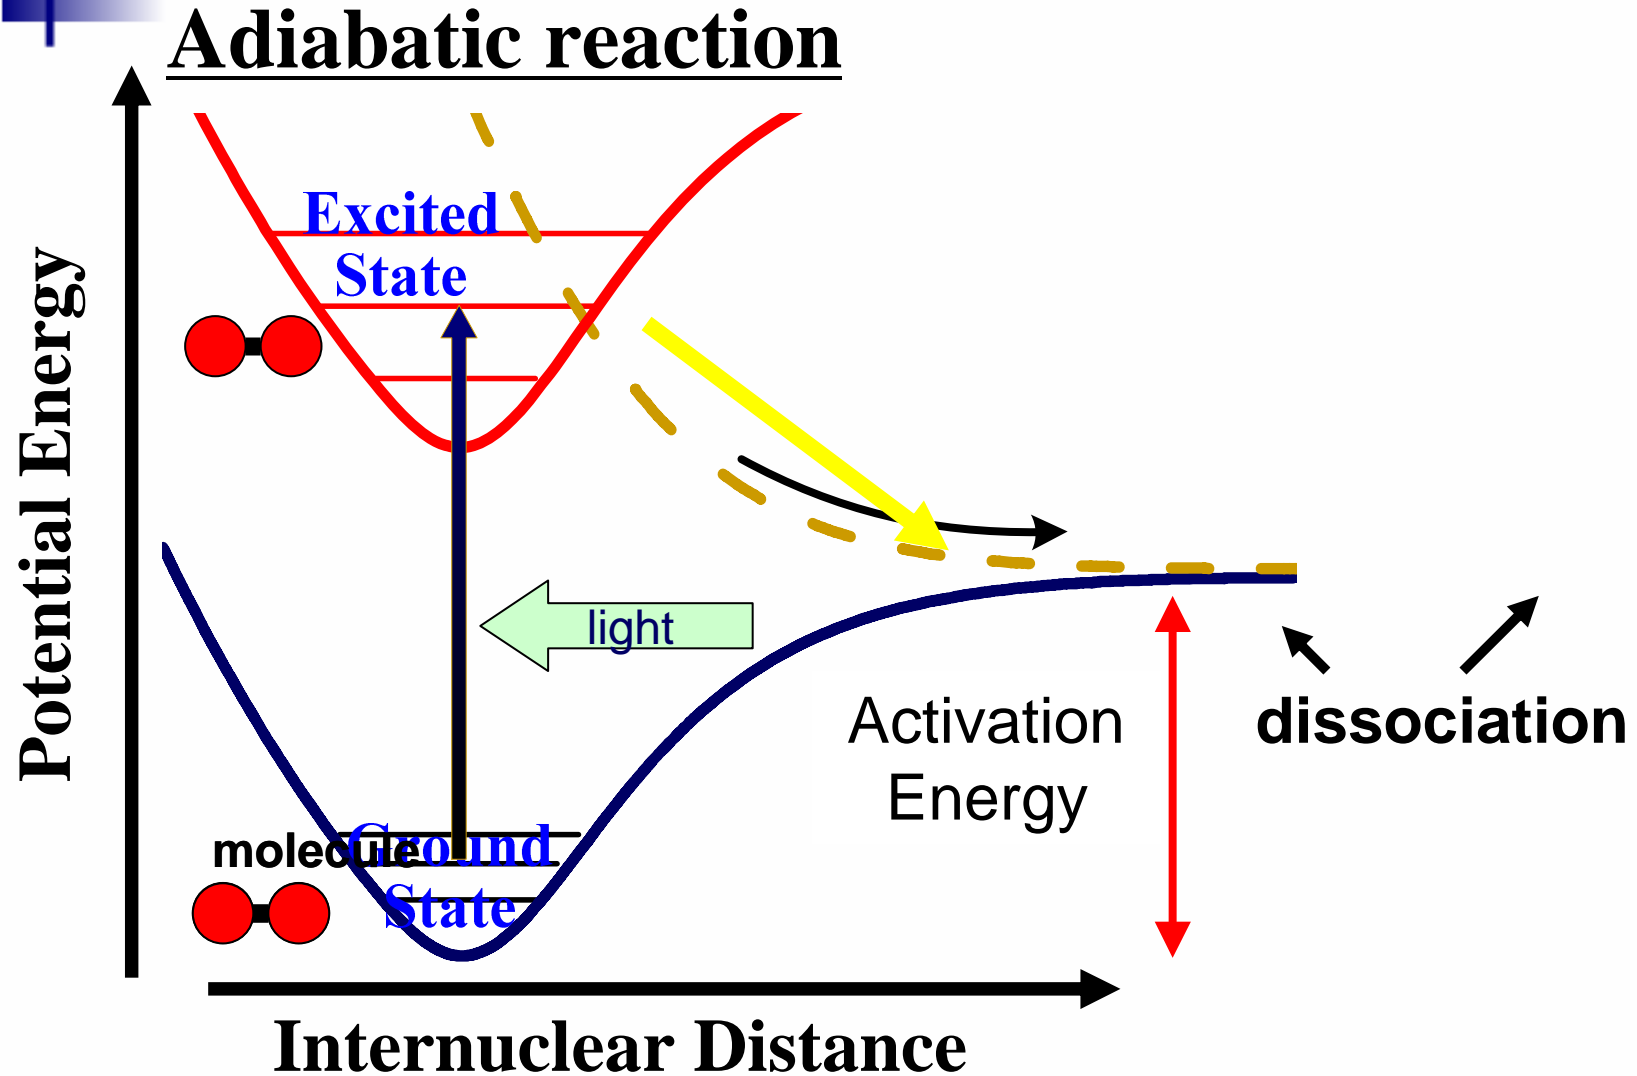 Adiabatic reaction
Potential Energy
Excited
State
light
Activation
Energy
dissociation
molecule
Ground
State
Internuclear Distance